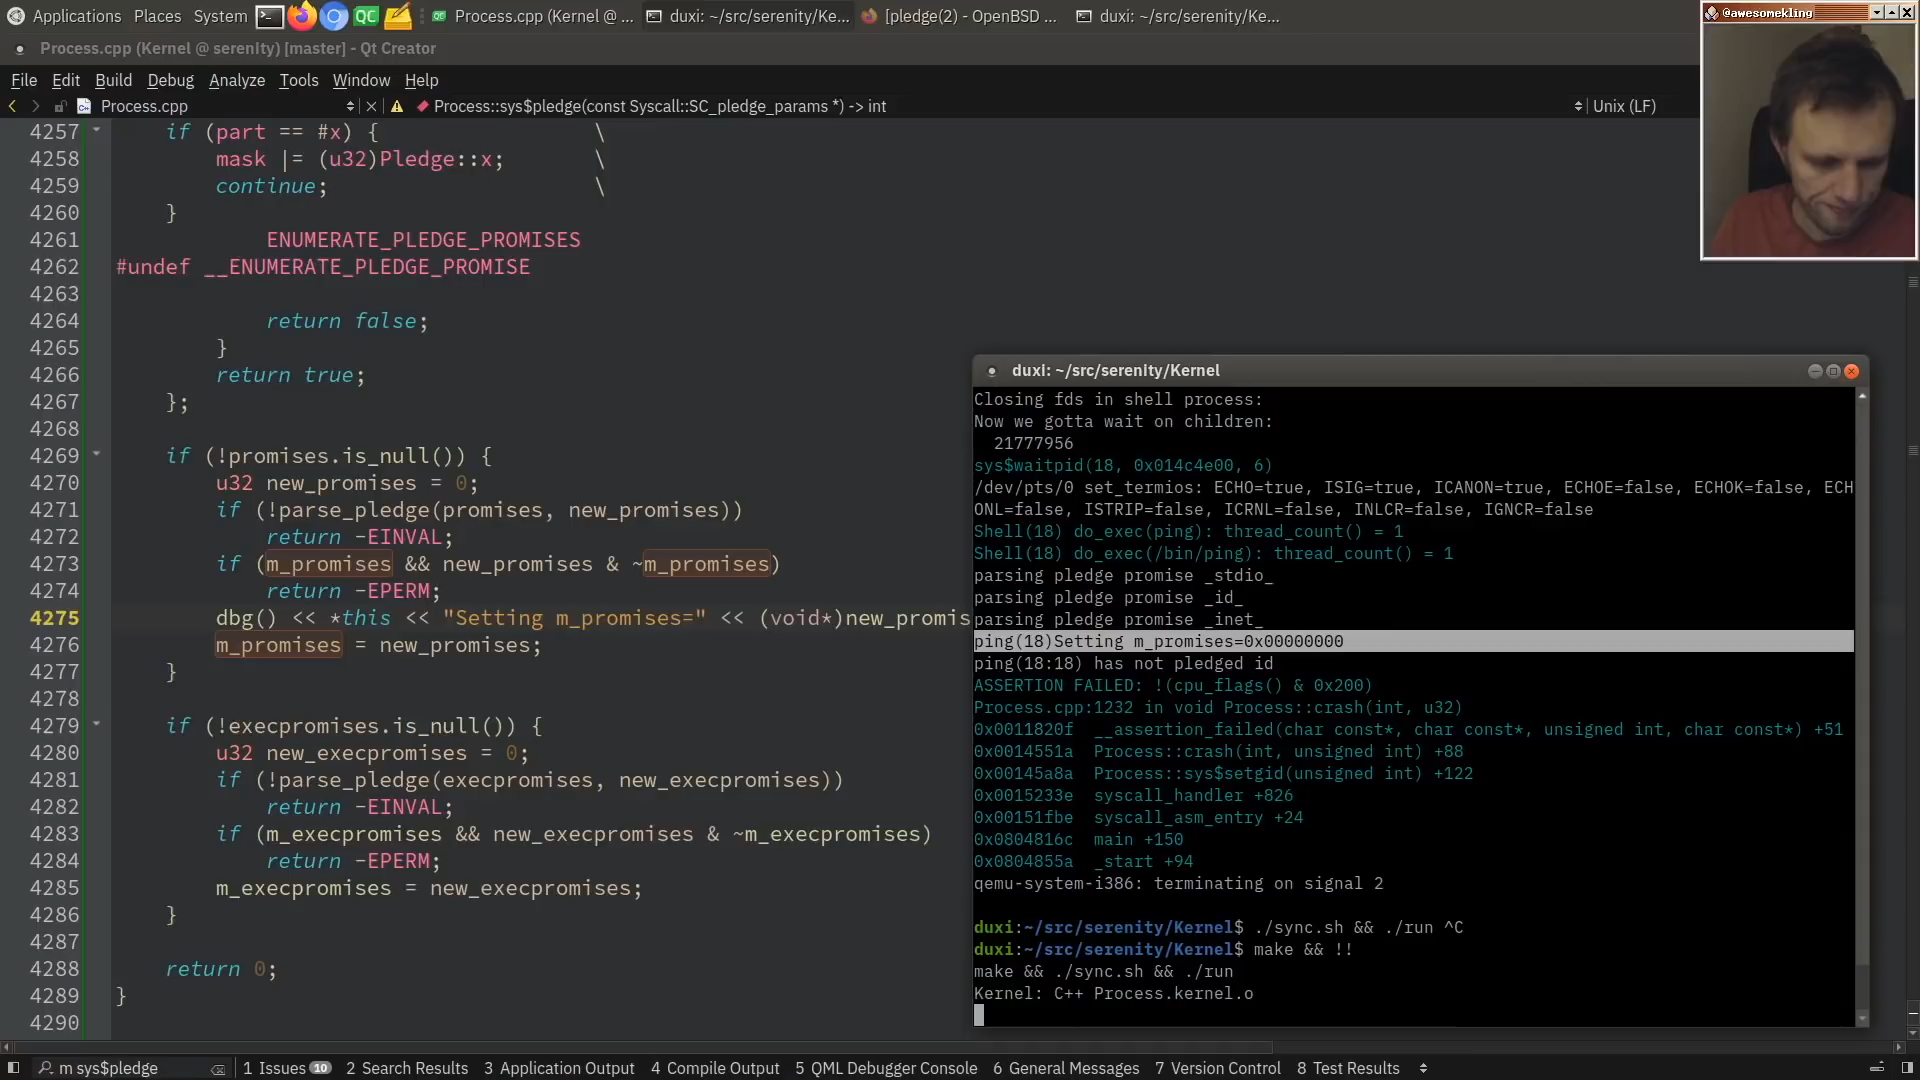 Applications Places System Process.cpp (Kernel @ ... duxi: ~/src/serenity/Ke... [pledge(2) - OpenBSD ... duxi: ~/src/serenity/Ke...
@awesomekling
Process.cpp (Kernel @ serenity) [master] - Qt Creator
File Edit Build Debug Analyze Tools Window Help
Process.cpp Process::sys$pledge(const Syscall::SC_pledge_params *) -> int Unix (LF)
4257 if (part == #x) { \
4258 mask |= (u32)Pledge::x; \
4259 continue; \
4260 }
4261 ENUMERATE_PLEDGE_PROMISES
4262 #undef __ENUMERATE_PLEDGE_PROMISE
4263
4264 return false;
4265 }
4266 return true;
4267 };
4268
4269 if (!promises.is_null()) {
4270 u32 new_promises = 0;
4271 if (!parse_pledge(promises, new_promises))
4272 return -EINVAL;
4273 if (m_promises && new_promises & ~m_promises)
4274 return -EPERM;
4275 dbg() << *this << "Setting m_promises=" << (void*)new_promis
4276 m_promises = new_promises;
4277 }
4278
4279 if (!execpromises.is_null()) {
4280 u32 new_execpromises = 0;
4281 if (!parse_pledge(execpromises, new_execpromises))
4282 return -EINVAL;
4283 if (m_execpromises && new_execpromises & ~m_execpromises)
4284 return -EPERM;
4285 m_execpromises = new_execpromises;
4286 }
4287
4288 return 0;
4289 }
4290
duxi: ~/src/serenity/Kernel
Closing fds in shell process:
Now we gotta wait on children:
21777956
sys$waitpid(18, 0x014c4e00, 6)
/dev/pts/0 set_termios: ECHO=true, ISIG=true, ICANON=true, ECHOE=false, ECHOK=false, ECH
ONL=false, ISTRIP=false, ICRNL=false, INLCR=false, IGNCR=false
Shell(18) do_exec(ping): thread_count() = 1
Shell(18) do_exec(/bin/ping): thread_count() = 1
parsing pledge promise _stdio_
parsing pledge promise _id_
parsing pledge promise _inet_
ping(18)Setting m_promises=0x00000000
ping(18:18) has not pledged id
ASSERTION FAILED: !(cpu_flags() & 0x200)
Process.cpp:1232 in void Process::crash(int, u32)
0x0011820f __assertion_failed(char const*, char const*, unsigned int, char const*) +51
0x0014551a Process::crash(int, unsigned int) +88
0x00145a8a Process::sys$setgid(unsigned int) +122
0x0015233e syscall_handler +826
0x00151fbe syscall_asm_entry +24
0x0804816c main +150
0x0804855a _start +94
qemu-system-i386: terminating on signal 2
duxi:~/src/serenity/Kernel$ ./sync.sh && ./run ^C
duxi:~/src/serenity/Kernel$ make && !!
make && ./sync.sh && ./run
Kernel: C++ Process.kernel.o
m sys$pledge 1 Issues 10 2 Search Results 3 Application Output 4 Compile Output 5 QML Debugger Console 6 General Messages 7 Version Control 8 Test Results